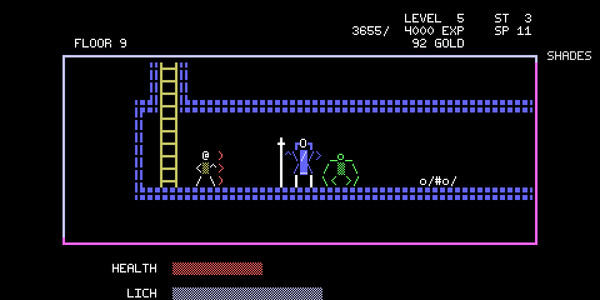 LEVEL 5 ST 3
3655/ 4000 EXP SP 11
FLOOR 9 92 GOLD
SHADES
o/#o/
HEALTH
LICH